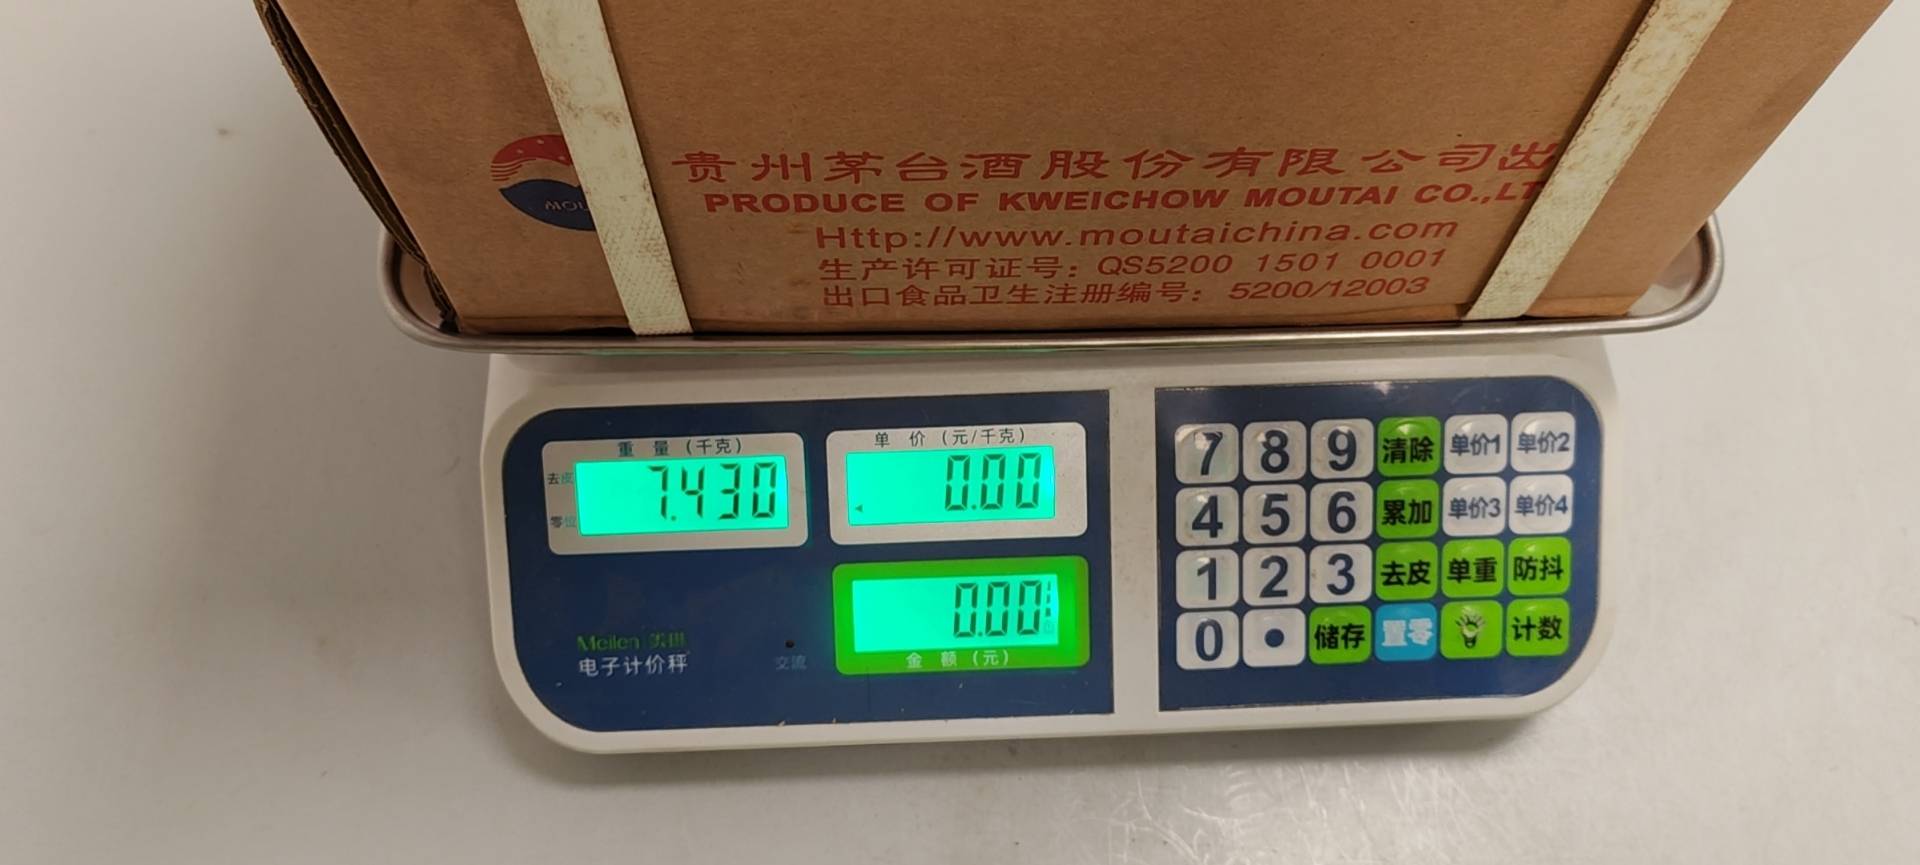 贵州茅台酒股份有限公司出
PRODUCE OF KWEICHOW MOUTAI CO.,LT
MOU
Http://www.moutaichina.com
生产许可证号：QS5200 1501 0001
出口食品卫生注册编号：5200/12003
重 量 (千克)
去皮
零位
7.430
单 价 (元/千克)
0.00
0.00
金 额 (元)
Meilen
电子计价秤
交流
7 8 9 清除 单价1 单价2
4 5 6 累加 单价3 单价4
1 2 3 去皮 单重 防抖
0 • 储存 置零 计数